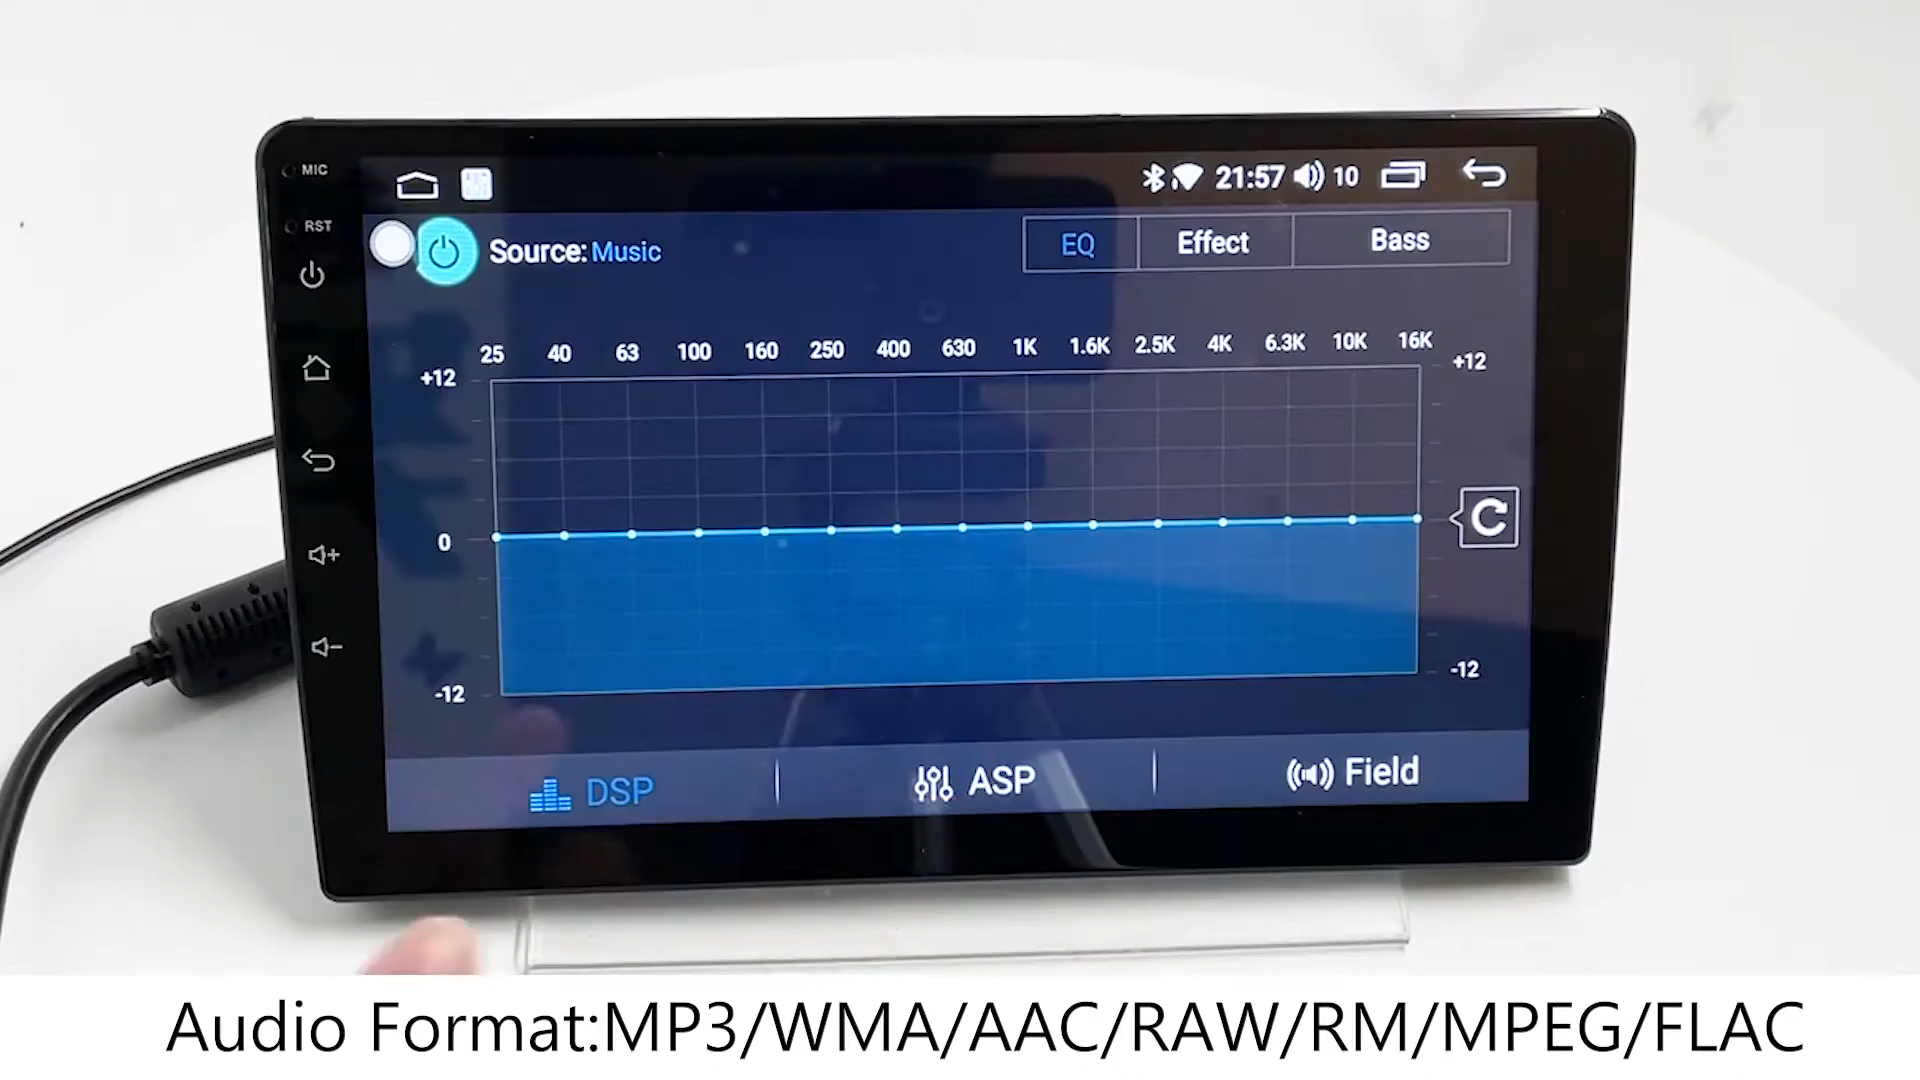 MIC
RST
21:57 10
Source: Music
EQ Effect Bass
25 40 63 100 160 250 400 630 1K 1.6K 2.5K 4K 6.3K 10K 16K
+12 +12
0
-12 -12
DSP ASP Field
Audio Format:MP3/WMA/AAC/RAW/RM/MPEG/FLAC